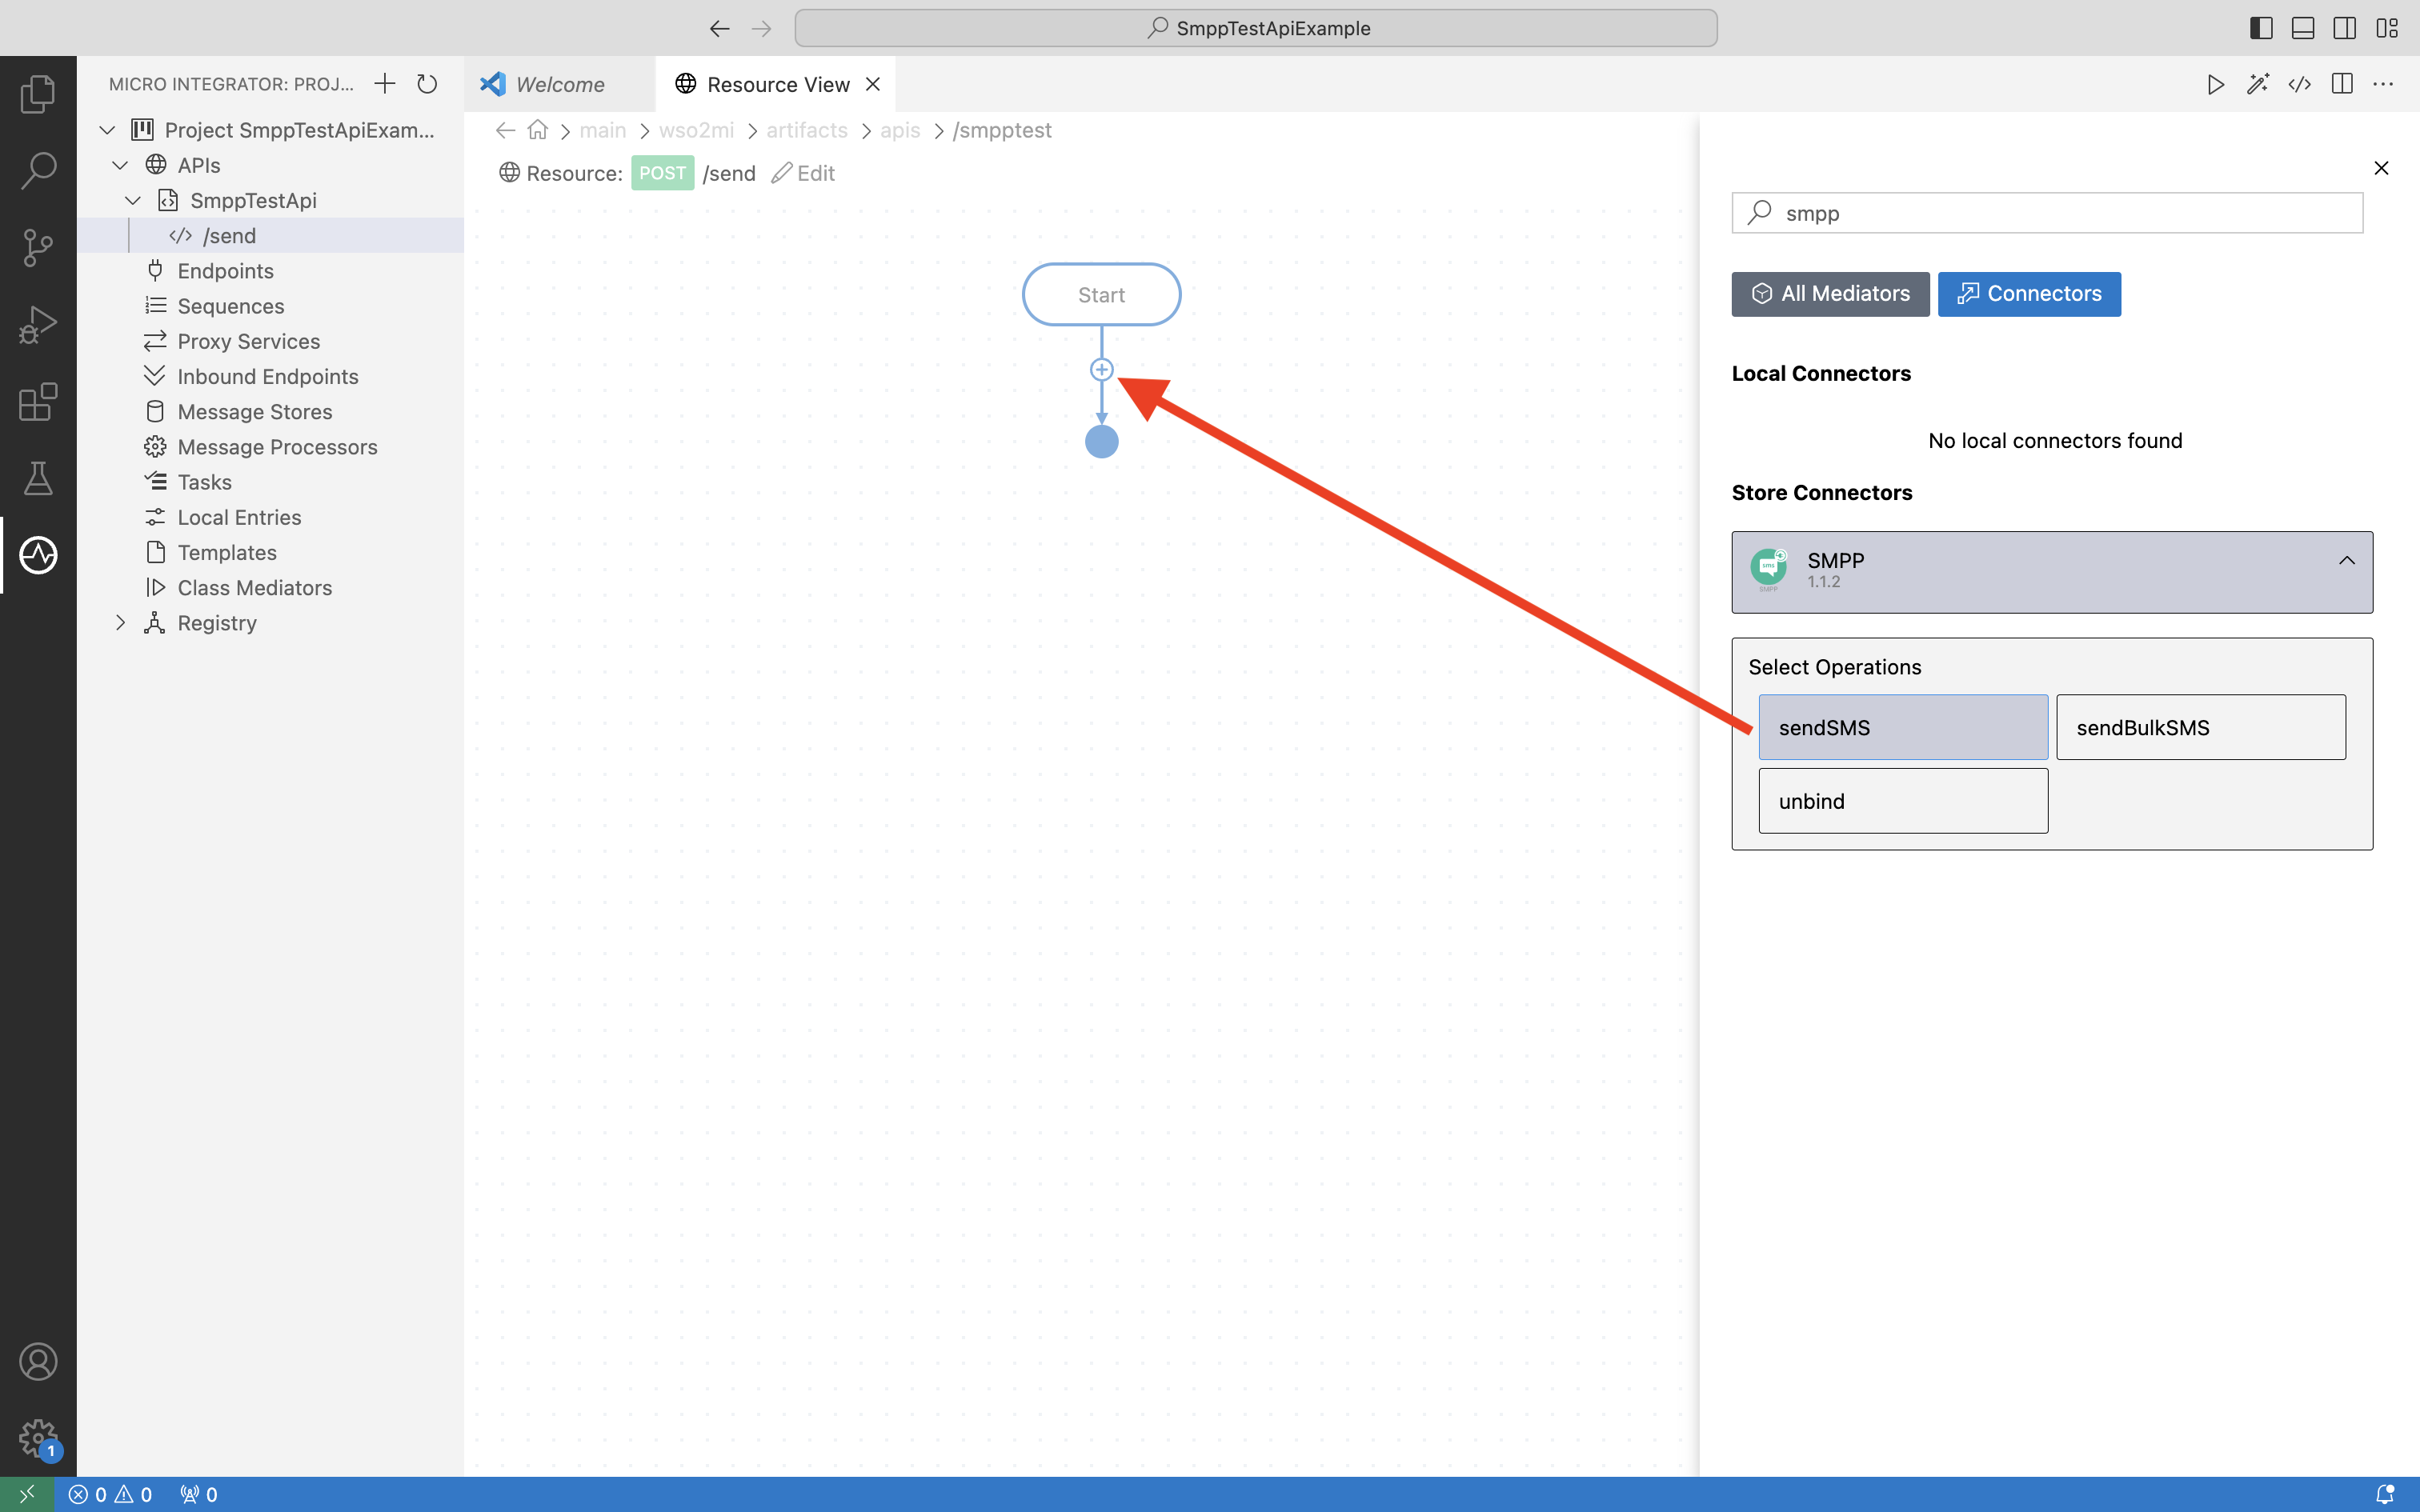 SmppTestApiExample
MICRO INTEGRATOR: PROJ...
Project SmppTestApiExam...
APIs
SmppTestApi
/send
Endpoints
Sequences
Proxy Services
Inbound Endpoints
Message Stores
Message Processors
Tasks
Local Entries
Templates
Class Mediators
Registry
Welcome
Resource View
main
wso2mi
artifacts
apis
/smpptest
Resource: POST /send Edit
Start
smpp
All Mediators
Connectors
Local Connectors
No local connectors found
Store Connectors
sms
SMPP
SMPP
1.1.2
Select Operations
sendSMS
sendBulkSMS
unbind
1
0 0 0